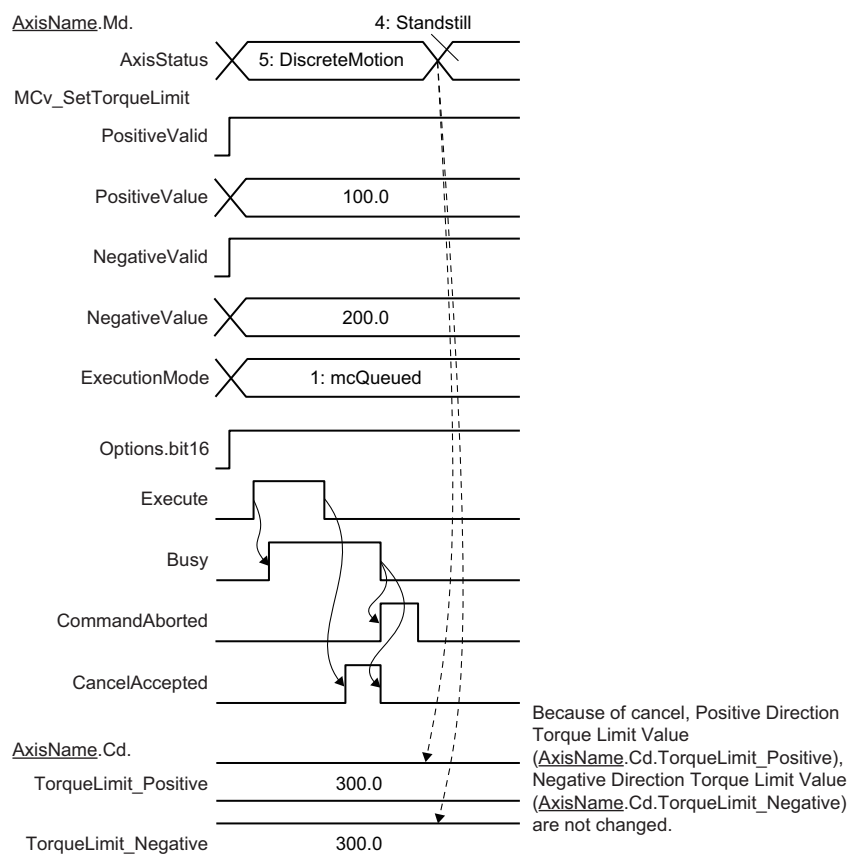 AxisName.Md.
4: Standstill
AxisStatus
5: DiscreteMotion
MCv_SetTorqueLimit
PositiveValid
PositiveValue
100.0
NegativeValid
NegativeValue
200.0
ExecutionMode
1: mcQueued
Options.bit16
Execute
Busy
CommandAborted
CancelAccepted
Because of cancel, Positive Direction
Torque Limit Value
(AxisName.Cd.TorqueLimit_Positive),
Negative Direction Torque Limit Value
(AxisName.Cd.TorqueLimit_Negative)
are not changed.
AxisName.Cd.
TorqueLimit_Positive
300.0
TorqueLimit_Negative
300.0